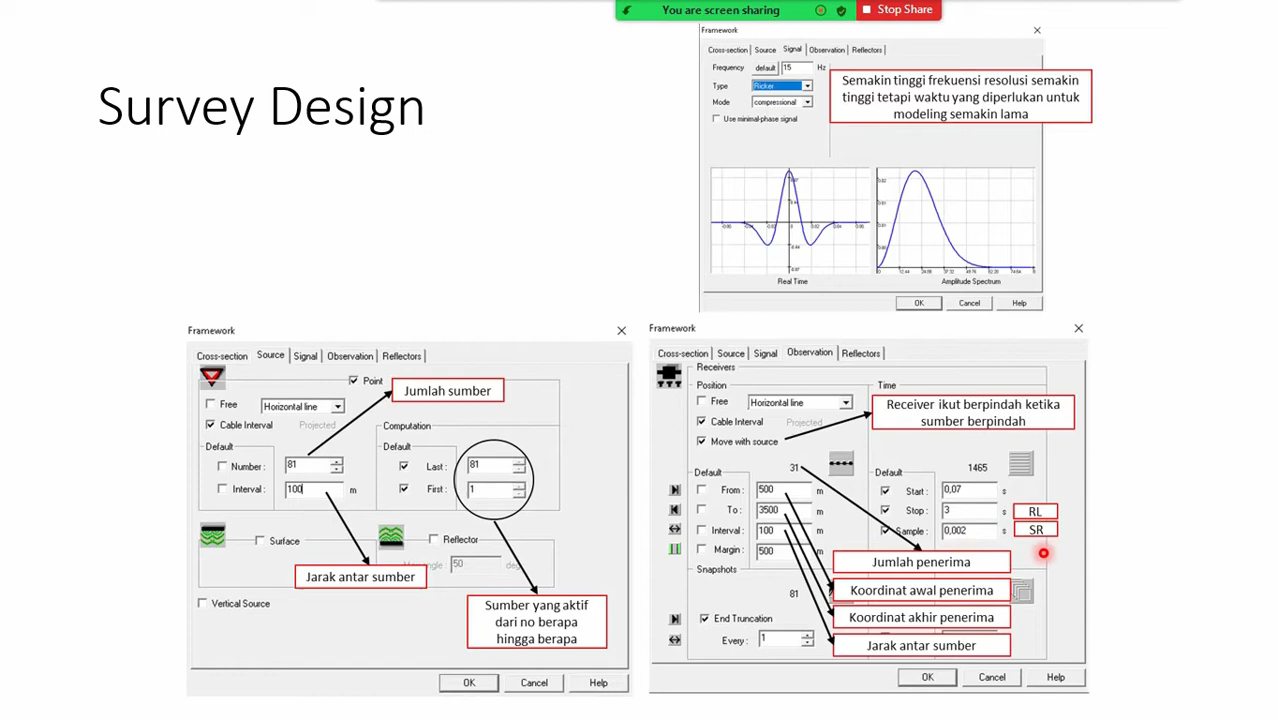 You are screen sharing
Stop Share
Survey Design
Framework
Cross-section Source Signal Observation Reflectors
Frequency default 15 Hz
Type Ricker
Mode compressional
Use minimal-phase signal
Semakin tinggi frekuensi resolusi semakin
tinggi tetapi waktu yang diperlukan untuk
modeling semakin lama
Real Time
Amplitude Spectrum
OK Cancel Help
Framework
Cross-section Source Signal Observation Reflectors
Point
Jumlah sumber
Free Horizontal line
Cable Interval Projected
Computation
Default Default
Number: 81 Last: 81
Interval: 100 m First: 1
Surface Reflector
angle: 50
Jarak antar sumber
Vertical Source
Sumber yang aktif
dari no berapa
hingga berapa
OK Cancel Help
Framework
Cross-section Source Signal Observation Reflectors
Receivers
Position Time
Free Horizontal line
Receiver ikut berpindah ketika
sumber berpindah
Cable Interval Projected
Move with source
31 1465
Default Default
From: 500 m Start: 0,07 s
To: 3500 m Stop: 3 s RL
Interval: 100 m Sample: 0,002 s SR
Margin: 500 m
Jumlah penerima
Snapshots
81
Koordinat awal penerima
End Truncation
Koordinat akhir penerima
Every: 1
Jarak antar sumber
OK Cancel Help